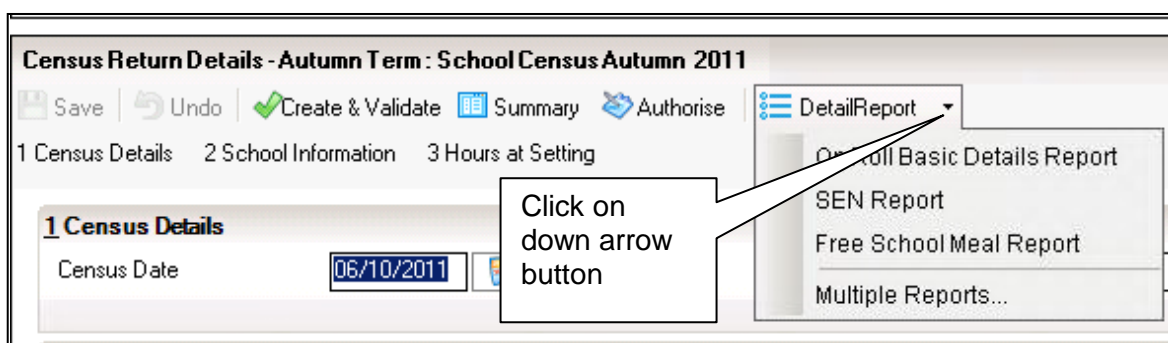 Census Return Details - Autumn Term : School Census Autumn 2011
Save Undo Create & Validate Summary Authorise DetailReport
1 Census Details 2 School Information 3 Hours at Setting
On Roll Basic Details Report
SEN Report
Free School Meal Report
Multiple Reports...
Click on
down arrow
button
1 Census Details
Census Date 06/10/2011